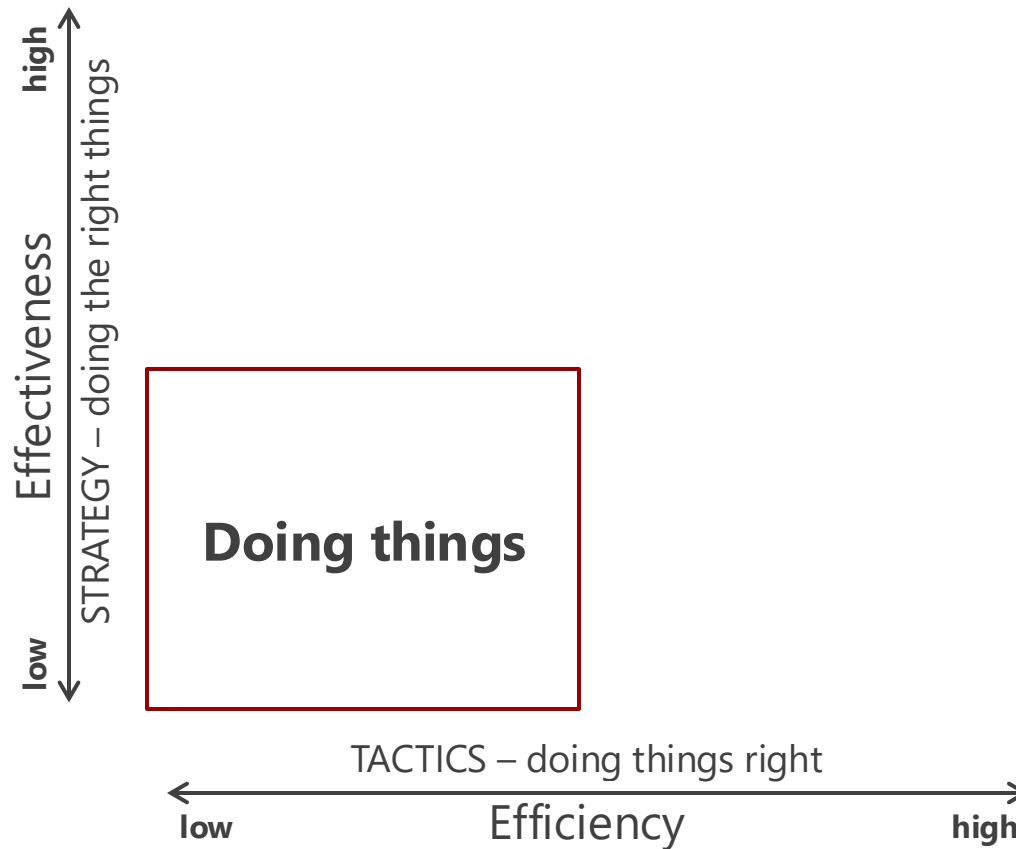 high
Effectiveness
STRATEGY – doing the right things
low
Doing things
TACTICS – doing things right
low
Efficiency
high